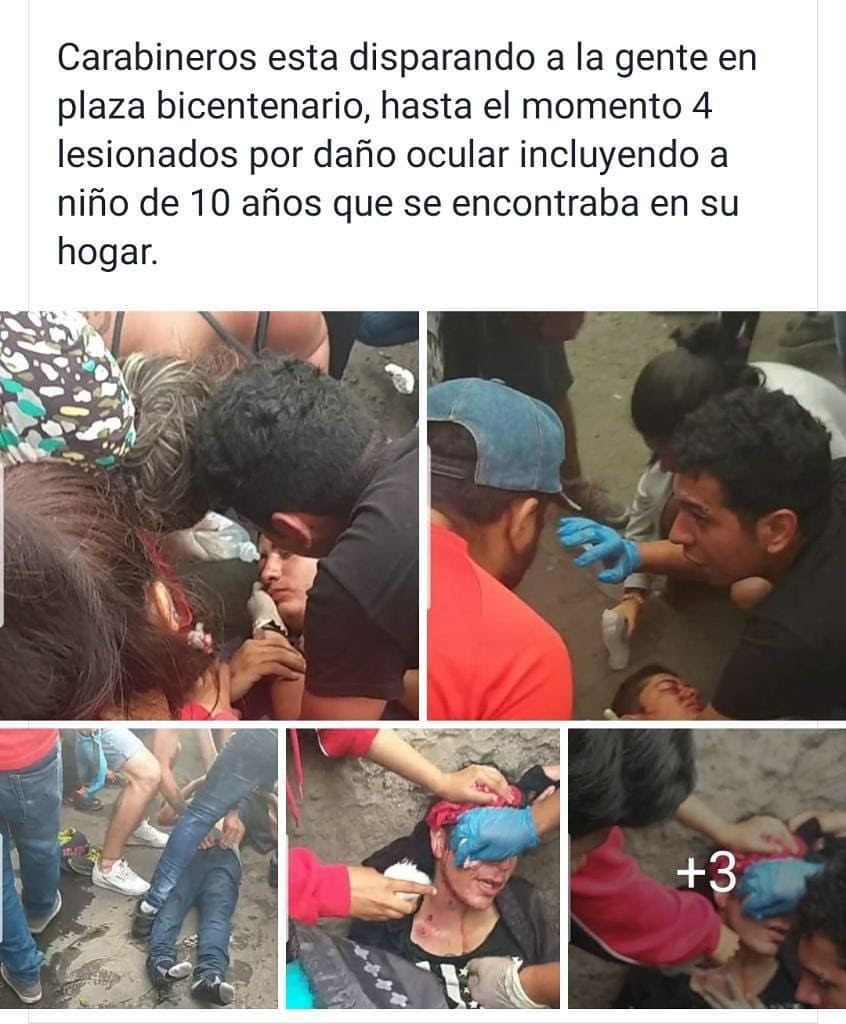 Carabineros esta disparando a la gente en
plaza bicentenario, hasta el momento 4
lesionados por daño ocular incluyendo a
niño de 10 años que se encontraba en su
hogar.
+3